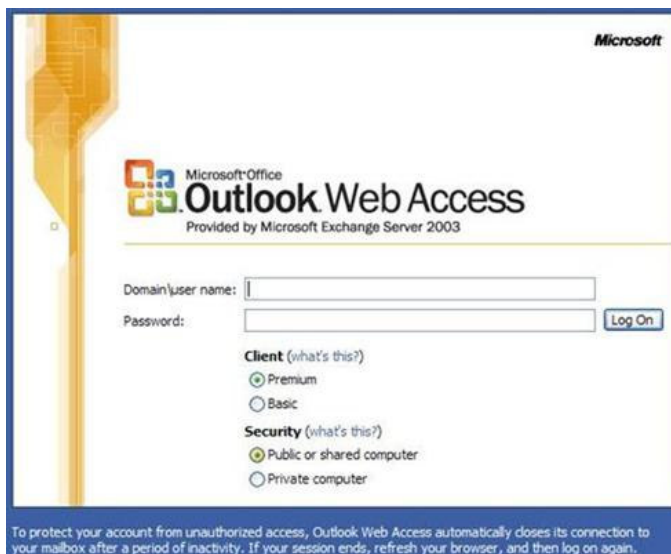 Microsoft
Microsoft Office
Outlook Web Access
Provided by Microsoft Exchange Server 2003
Domain\user name:
Password:
Log On
Client (what's this?)
Premium
Basic
Security (what's this?)
Public or shared computer
Private computer
To protect your account from unauthorized access, Outlook Web Access automatically closes its connection to
your mailbox after a period of inactivity. If your session ends, refresh your browser, and then log on again.